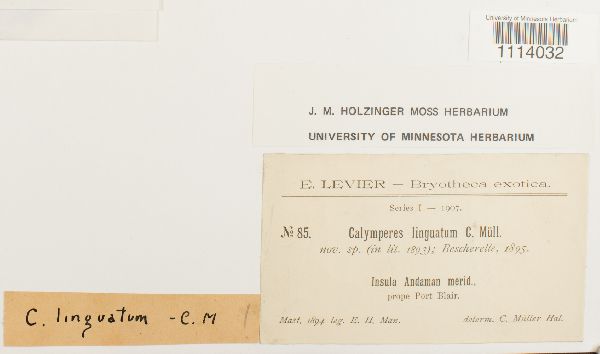 University of Minnesota Herbarium
1114032
J. M. HOLZINGER MOSS HERBARIUM
UNIVERSITY OF MINNESOTA HERBARIUM
E. LEVIER — Bryotheca exotica.
Series I — 1907.
№ 85. Calymperes linguatum C. Müll.
nov. sp. (in lit. 1893); Bescherelle, 1895.
Insula Andaman merid.,
prope Port Blair.
Mart. 1894 leg. E. H. Man. determ. C. Müller Hal.
C. linguatum - C. M